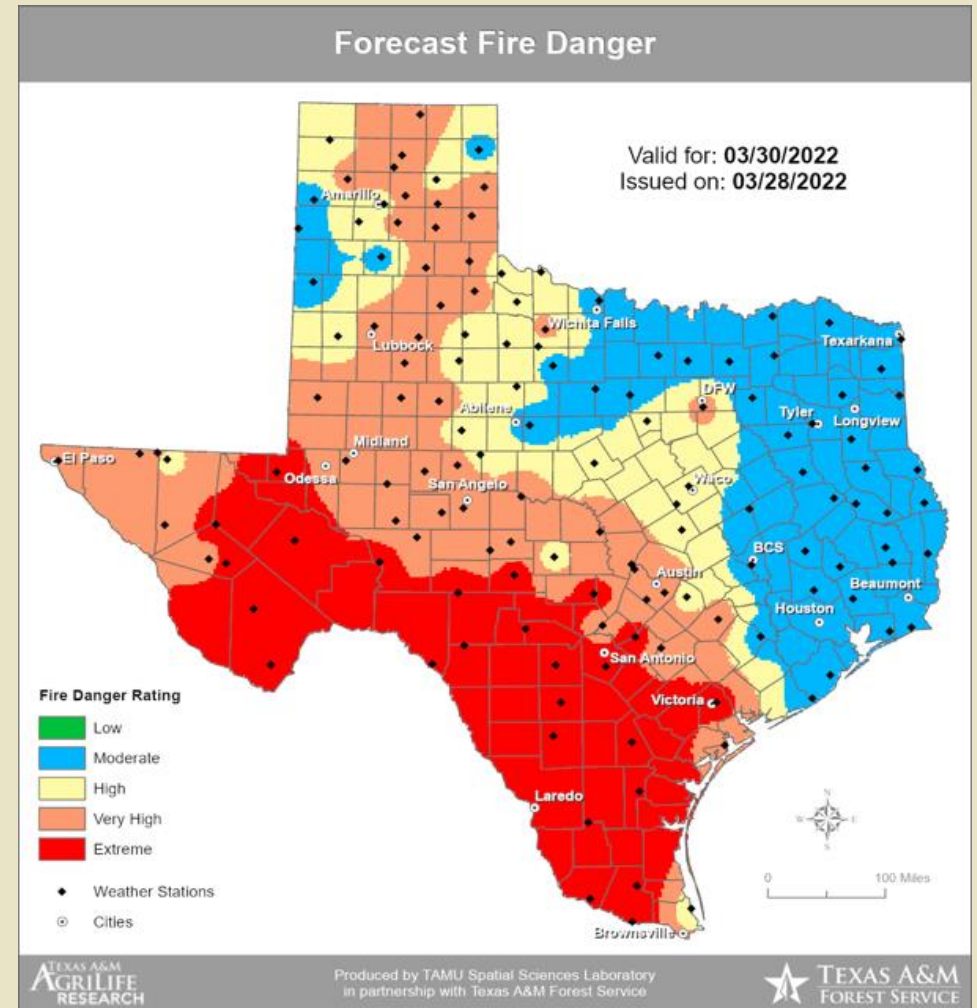 Forecast Fire Danger
Valid for: 03/30/2022
Issued on: 03/28/2022
Amarillo
Wichita Falls
Lubbock
Texarkana
DFW
Abilene
Tyler
Longview
Midland
El Paso
Odessa
San Angelo
Waco
BCS
Austin
Beaumont
Houston
San Antonio
Victoria
Laredo
Brownsville
Fire Danger Rating
Low
Moderate
High
Very High
Extreme
Weather Stations
Cities
N
W
E
S
0
100 Miles
TEXAS A&M
AGRILIFE
RESEARCH
Produced by TAMU Spatial Sciences Laboratory
in partnership with Texas A&M Forest Service
TEXAS A&M
FOREST SERVICE